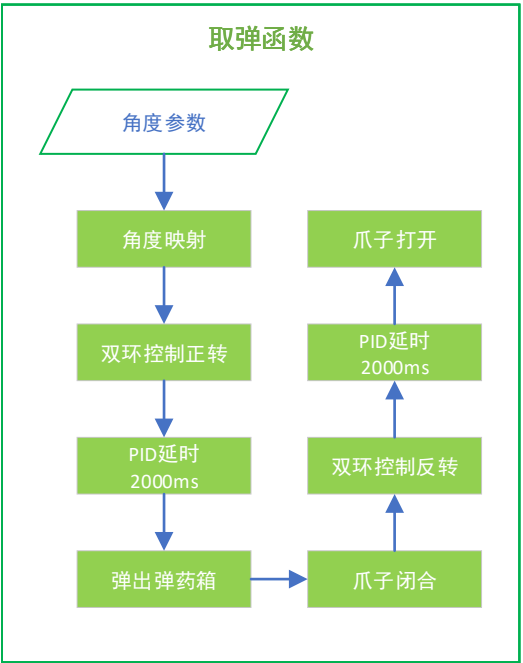 取弹函数
角度参数
角度映射
双环控制正转
PID延时
2000ms
弹出弹药箱
爪子闭合
双环控制反转
PID延时
2000ms
爪子打开